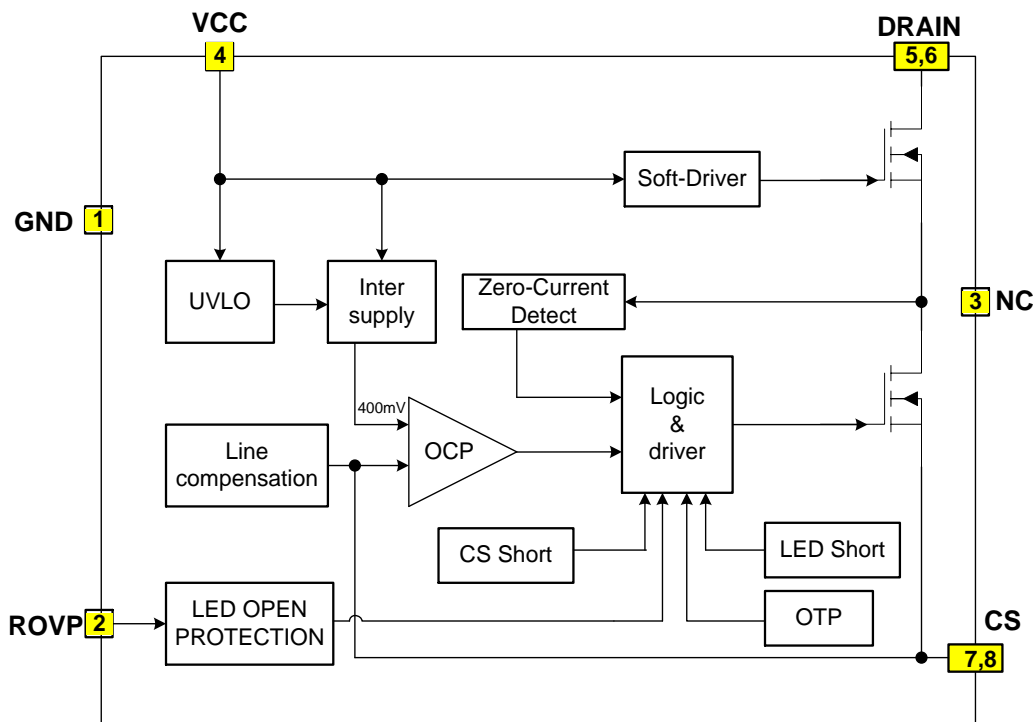 VCC
4
DRAIN
5,6
Soft-Driver
GND
1
UVLO
Inter
supply
Zero-Current
Detect
3
NC
400mV
Logic
&
driver
Line
compensation
OCP
CS Short
LED Short
ROVP
2
LED OPEN
PROTECTION
OTP
CS
7,8